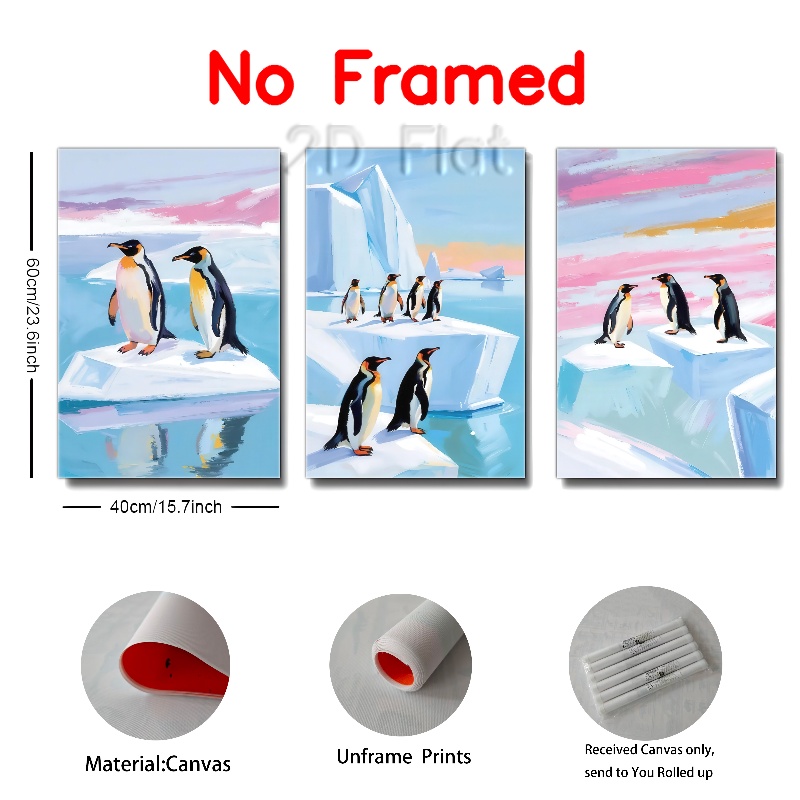 No Framed
2D Flat
60cm/23.6inch
40cm/15.7inch
Material:Canvas
Unframe Prints
Received Canvas only,
send to You Rolled up